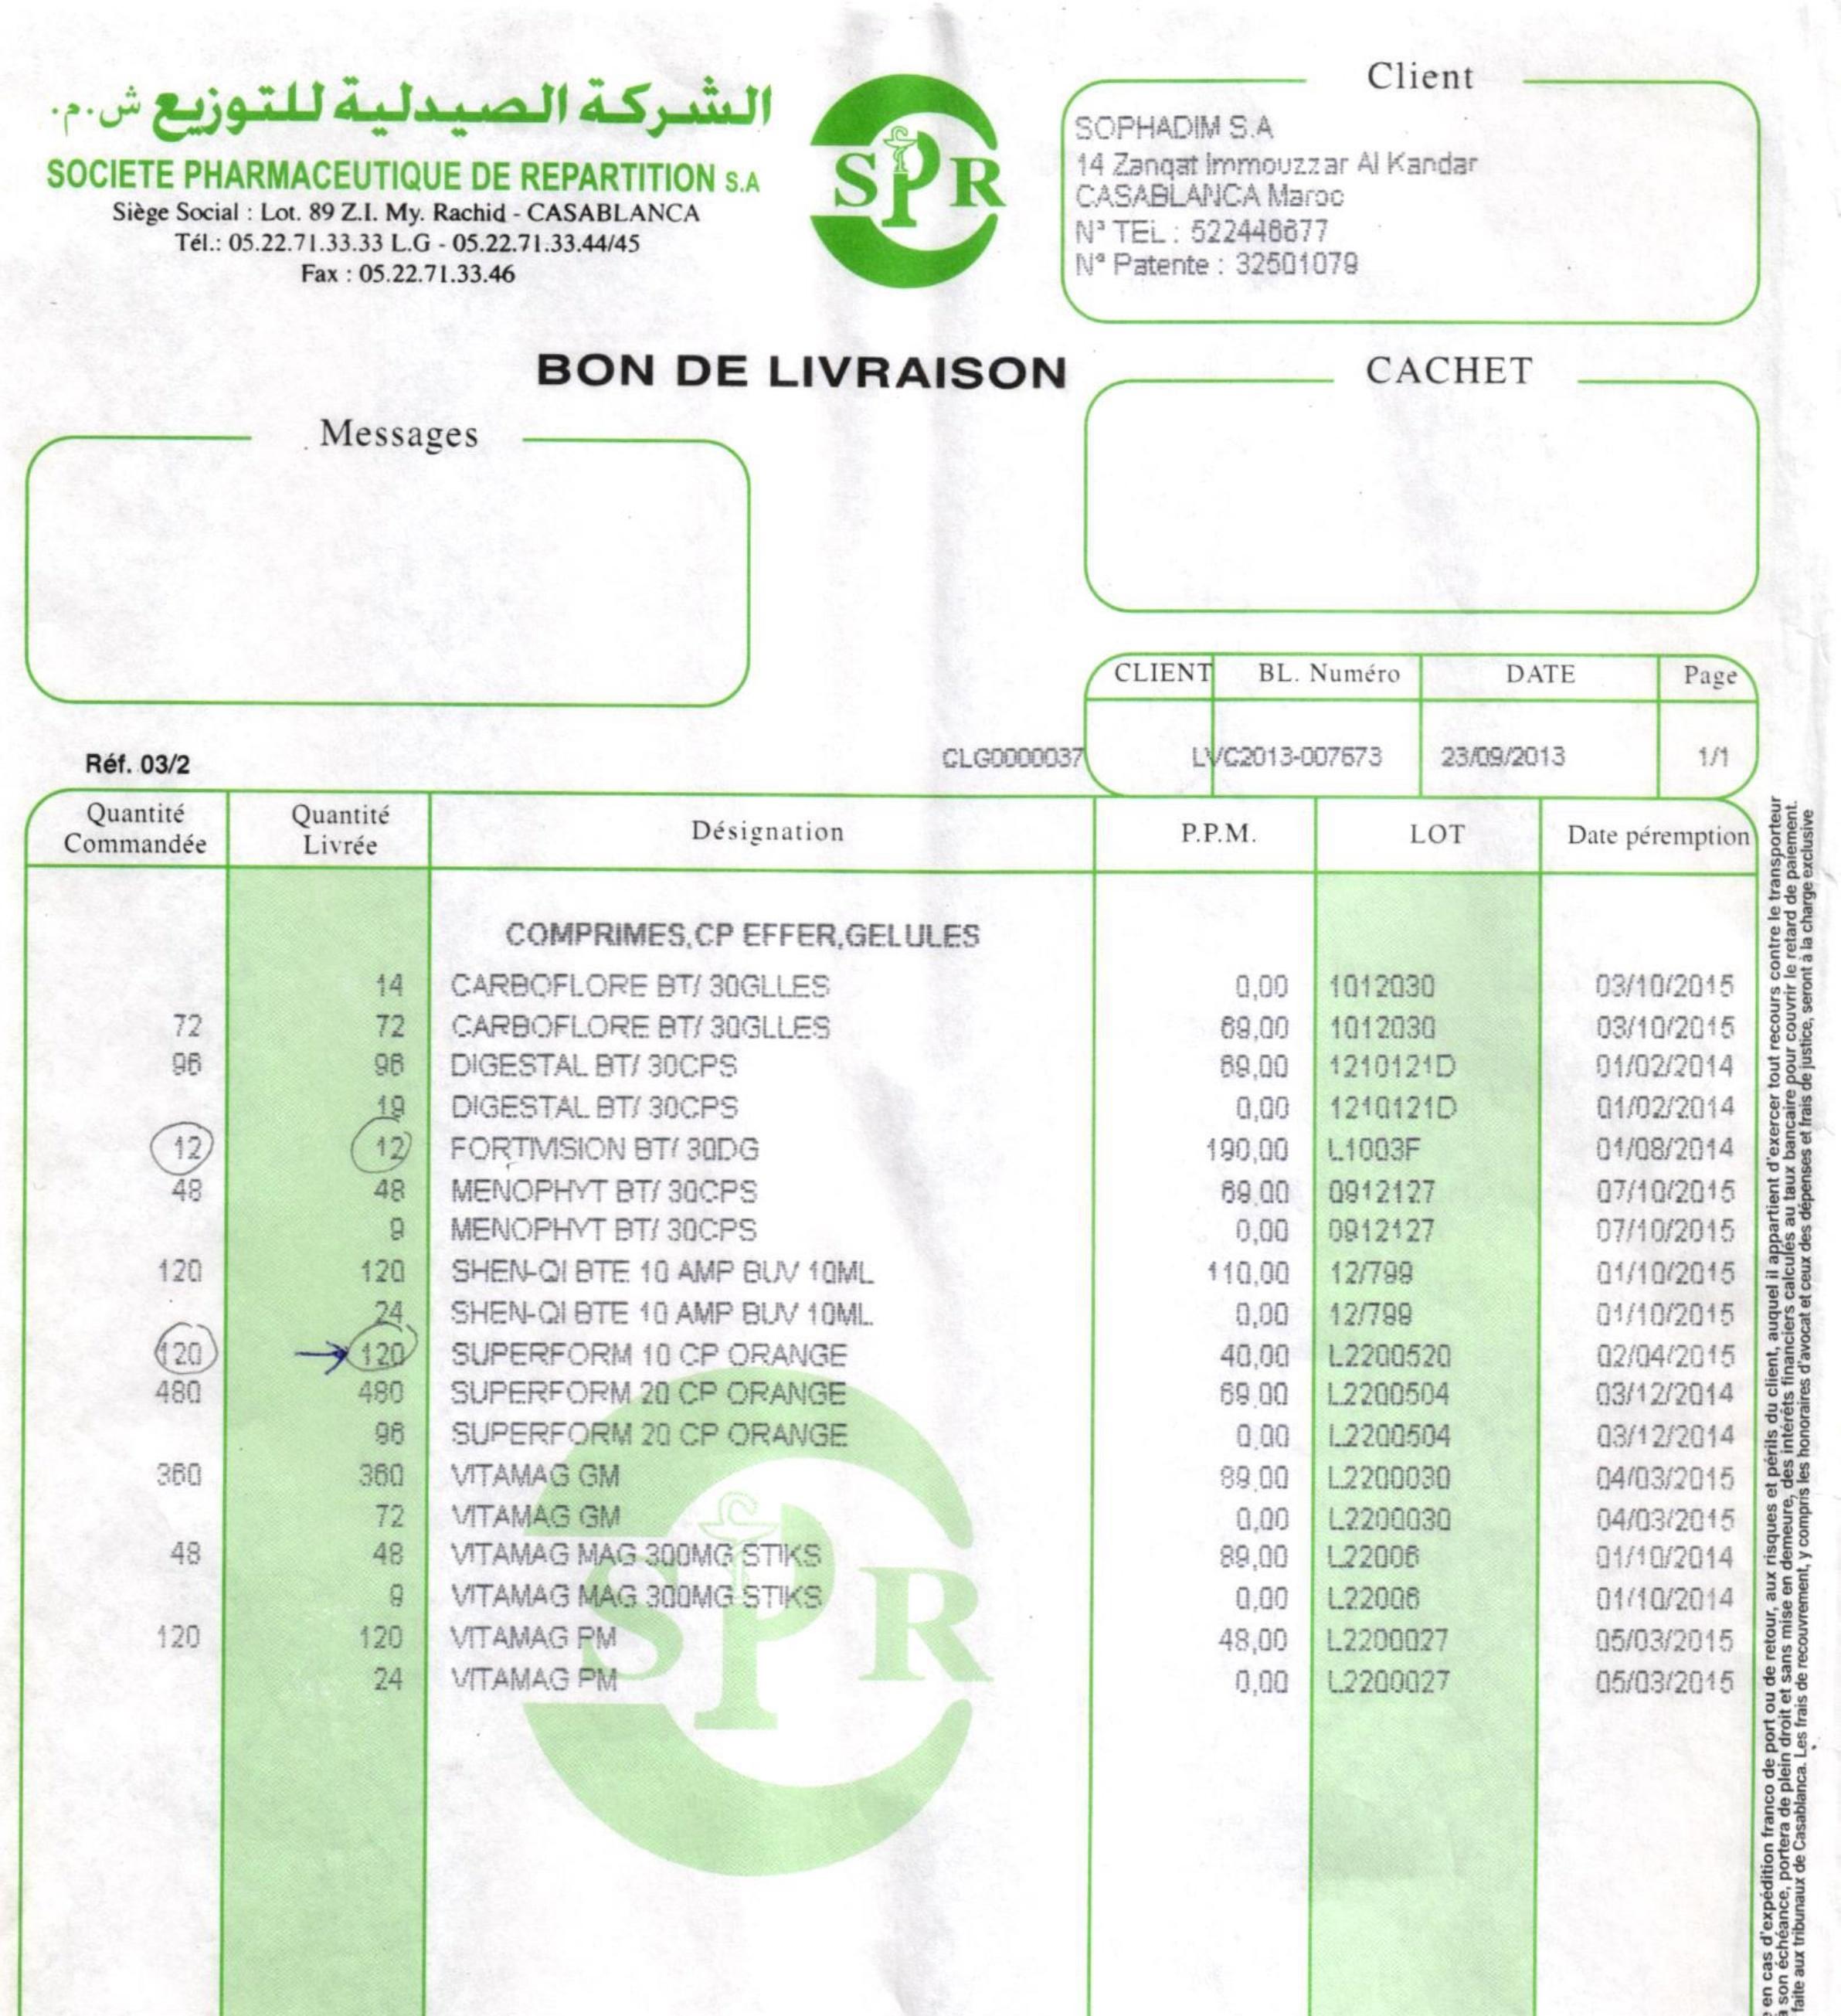 الشركة الصيدلية للتوزيع ش.م.
SOCIETE PHARMACEUTIQUE DE REPARTITION S.A
Siège Social : Lot. 89 Z.I. My. Rachid - CASABLANCA
Tél.: 05.22.71.33.33 L.G - 05.22.71.33.44/45
Fax : 05.22.71.33.46
SPR
Client
SOPHADIM S.A
14 Zanqat Immouzzar Al Kandar
CASABLANCA Maroc
N° TEL : 522446677
N° Patente : 32501079
BON DE LIVRAISON
CACHET
Messages
CLIENT BL. Numéro DATE Page
CLG0000037 LVC2013-007673 23/09/2013 1/1
Réf. 03/2
Quantité Commandée Quantité Livrée Désignation P.P.M. LOT Date péremption
COMPRIMES,CP EFFER,GELULES
14 CARBOFLORE BT/ 30GLLES 0,00 1012030 03/10/2015
72 72 CARBOFLORE BT/ 30GLLES 69,00 1012030 03/10/2015
96 96 DIGESTAL BT/ 30CPS 69,00 1210121D 01/02/2014
19 DIGESTAL BT/ 30CPS 0,00 1210121D 01/02/2014
12 12 FORTIVISION BT/ 30DG 190,00 L1003F 01/08/2014
48 48 MENOPHYT BT/ 30CPS 69,00 0912127 07/10/2015
9 MENOPHYT BT/ 30CPS 0,00 0912127 07/10/2015
120 120 SHEN-QI BTE 10 AMP BUV 10ML 110,00 12/799 01/10/2015
24 SHEN-QI BTE 10 AMP BUV 10ML 0,00 12/799 01/10/2015
120 → 120 SUPERFORM 10 CP ORANGE 40,00 L2200520 02/04/2015
480 480 SUPERFORM 20 CP ORANGE 69,00 L2200504 03/12/2014
96 SUPERFORM 20 CP ORANGE 0,00 L2200504 03/12/2014
360 360 VITAMAG GM 89,00 L2200030 04/03/2015
72 VITAMAG GM 0,00 L2200030 04/03/2015
48 48 VITAMAG MAG 300MG STIKS 89,00 L22006 01/10/2014
9 VITAMAG MAG 300MG STIKS 0,00 L22006 01/10/2014
120 120 VITAMAG PM 48,00 L2200027 05/03/2015
24 VITAMAG PM 0,00 L2200027 05/03/2015
SPR
en cas d'expédition franco de port ou de retour, aux risques et périls du client, auquel il appartient d'exercer tout recours contre le transporteur
son échéance, portera de plein droit et sans mise en demeure, des intérêts financiers calculés au taux bancaire pour couvrir le retard de paiement.
faite aux tribunaux de Casablanca. Les frais de recouvrement, y compris les honoraires d'avocat et ceux des dépenses et frais de justice, seront à la charge exclusive